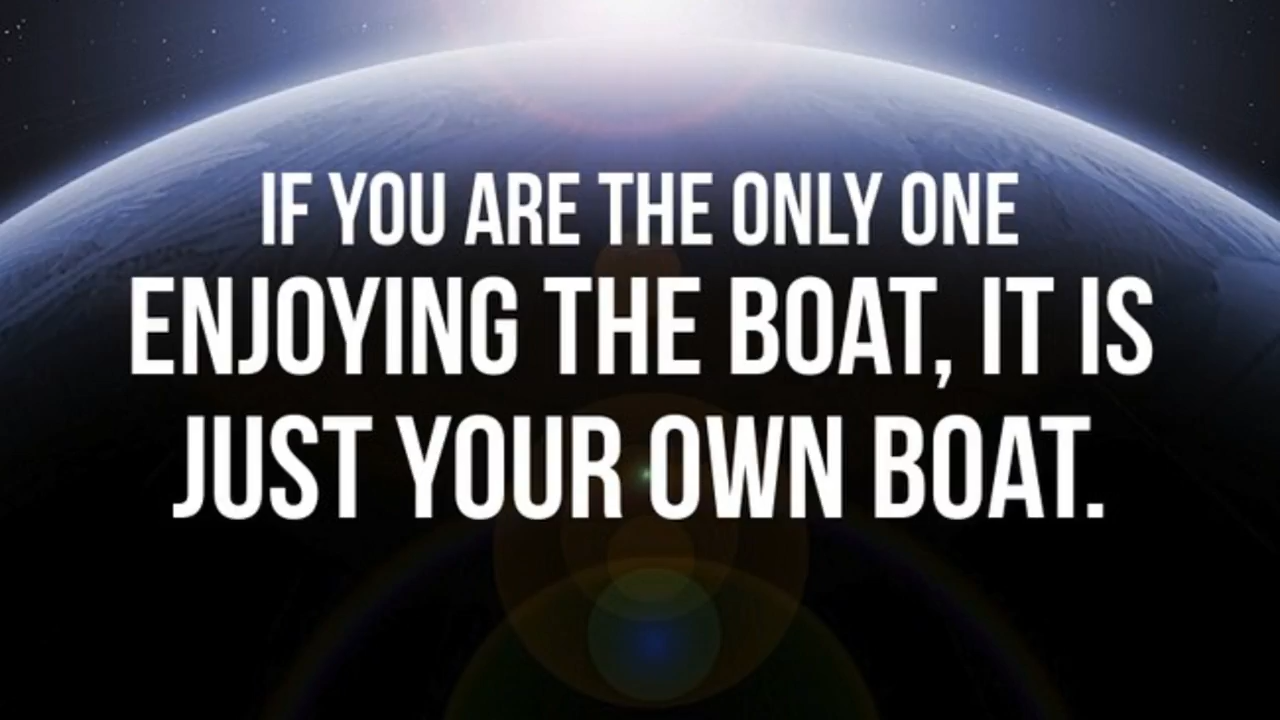 IF YOU ARE THE ONLY ONE
ENJOYING THE BOAT, IT IS
JUST YOUR OWN BOAT.